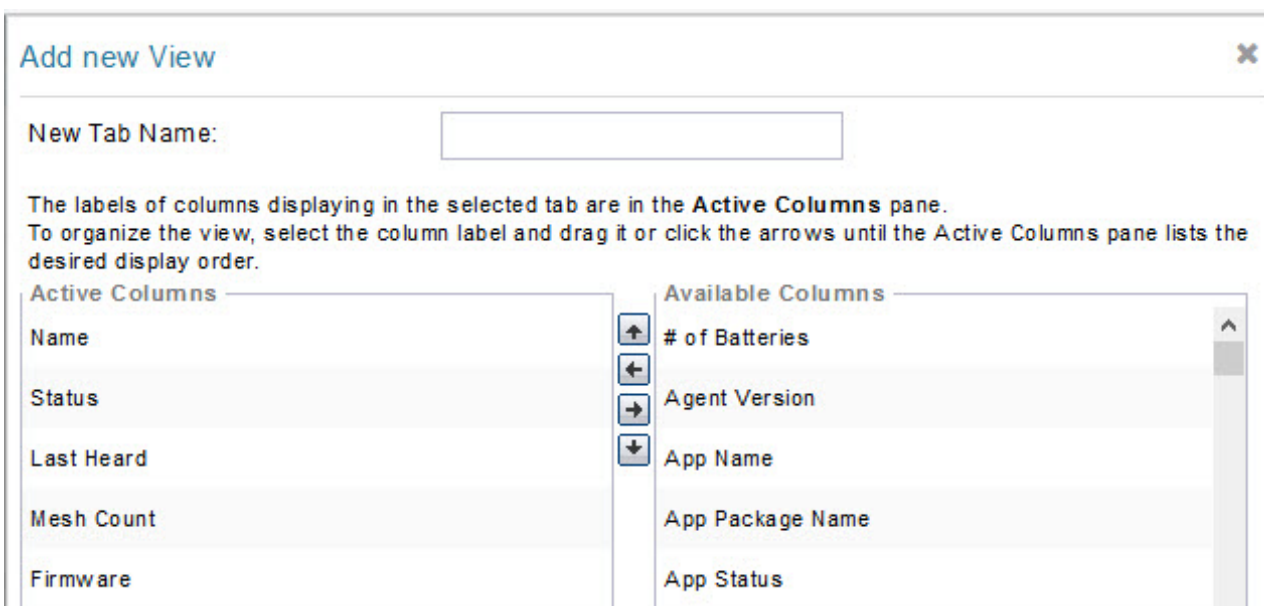 Add new View
New Tab Name:
The labels of columns displaying in the selected tab are in the Active Columns pane.
To organize the view, select the column label and drag it or click the arrows until the Active Columns pane lists the
desired display order.
Active Columns
Name
Status
Last Heard
Mesh Count
Firmware
Available Columns
# of Batteries
Agent Version
App Name
App Package Name
App Status